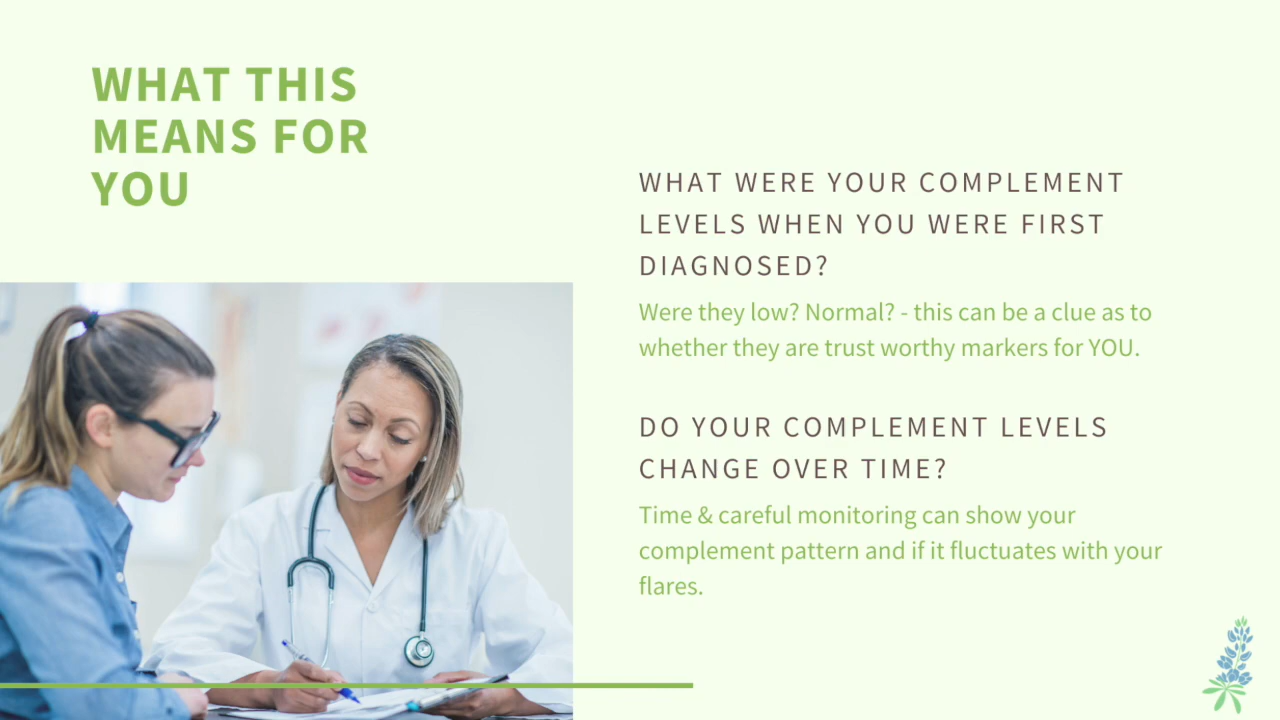 WHAT THIS
MEANS FOR
YOU
WHAT WERE YOUR COMPLEMENT
LEVELS WHEN YOU WERE FIRST
DIAGNOSED?
Were they low? Normal? - this can be a clue as to
whether they are trust worthy markers for YOU.
DO YOUR COMPLEMENT LEVELS
CHANGE OVER TIME?
Time & careful monitoring can show your
complement pattern and if it fluctuates with your
flares.